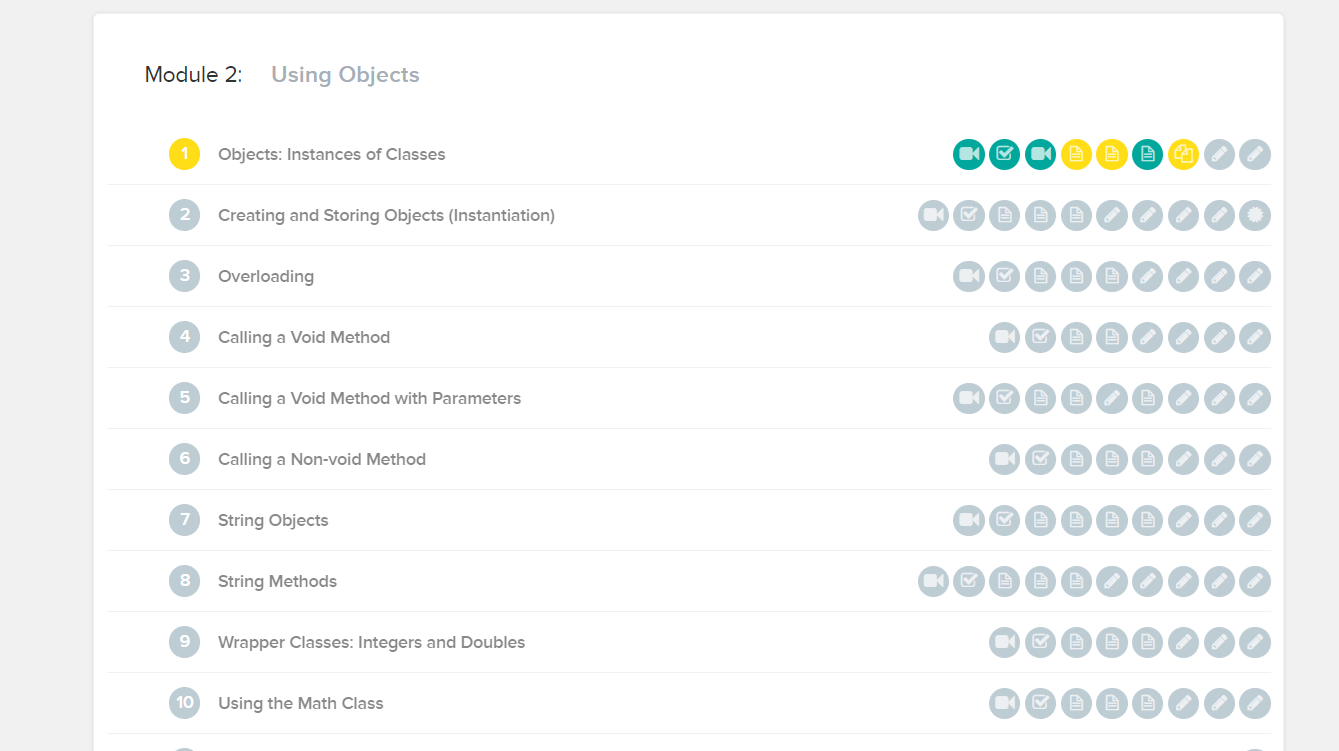 Module 2: Using Objects
1 Objects: Instances of Classes
2 Creating and Storing Objects (Instantiation)
3 Overloading
4 Calling a Void Method
5 Calling a Void Method with Parameters
6 Calling a Non-void Method
7 String Objects
8 String Methods
9 Wrapper Classes: Integers and Doubles
10 Using the Math Class